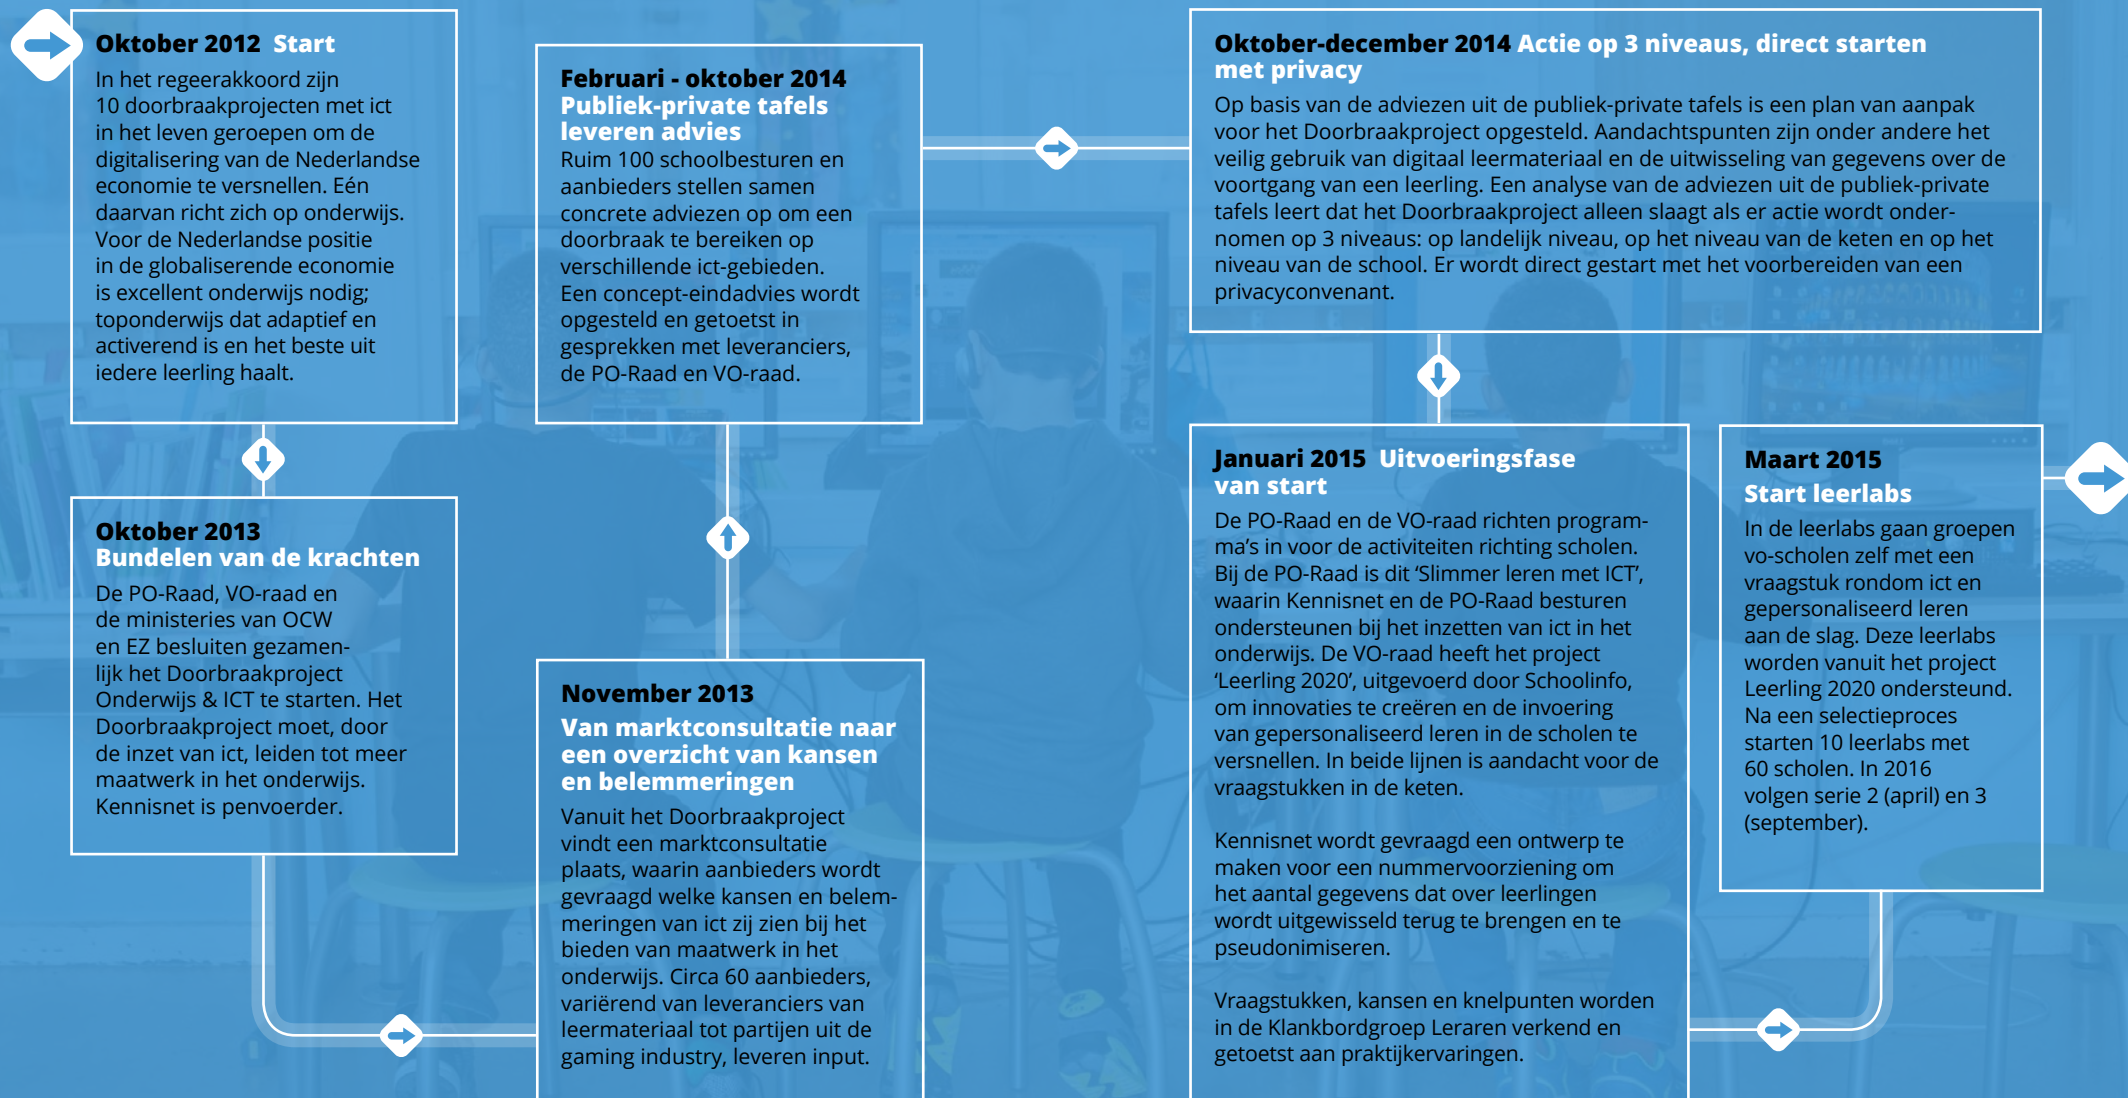 Oktober 2012 Start
In het regeerakkoord zijn
10 doorbraakprojecten met ict
in het leven geroepen om de
digitalisering van de Nederlandse
economie te versnellen. Eén
daarvan richt zich op onderwijs.
Voor de Nederlandse positie
in de globaliserende economie
is excellent onderwijs nodig;
toponderwijs dat adaptief en
activerend is en het beste uit
iedere leerling haalt.
Oktober 2013
Bundelen van de krachten
De PO-Raad, VO-raad en
de ministeries van OCW
en EZ besluiten gezamen-
lijk het Doorbraakproject
Onderwijs & ICT te starten. Het
Doorbraakproject moet, door
de inzet van ict, leiden tot meer
maatwerk in het onderwijs.
Kennisnet is penvoerder.
November 2013
Van marktconsultatie naar
een overzicht van kansen
en belemmeringen
Vanuit het Doorbraakproject
vindt een marktconsultatie
plaats, waarin aanbieders wordt
gevraagd welke kansen en belem-
meringen van ict zij zien bij het
bieden van maatwerk in het
onderwijs. Circa 60 aanbieders,
variërend van leveranciers van
leermateriaal tot partijen uit de
gaming industry, leveren input.
Februari - oktober 2014
Publiek-private tafels
leveren advies
Ruim 100 schoolbesturen en
aanbieders stellen samen
concrete adviezen op om een
doorbraak te bereiken op
verschillende ict-gebieden.
Een concept-eindadvies wordt
opgesteld en getoetst in
gesprekken met leveranciers,
de PO-Raad en VO-raad.
Oktober-december 2014 Actie op 3 niveaus, direct starten
met privacy
Op basis van de adviezen uit de publiek-private tafels is een plan van aanpak
voor het Doorbraakproject opgesteld. Aandachtspunten zijn onder andere het
veilig gebruik van digitaal leermateriaal en de uitwisseling van gegevens over de
voortgang van een leerling. Een analyse van de adviezen uit de publiek-private
tafels leert dat het Doorbraakproject alleen slaagt als er actie wordt onder-
nomen op 3 niveaus: op landelijk niveau, op het niveau van de keten en op het
niveau van de school. Er wordt direct gestart met het voorbereiden van een
privacyconvenant.
Januari 2015 Uitvoeringsfase
van start
De PO-Raad en de VO-raad richten program-
ma’s in voor de activiteiten richting scholen.
Bij de PO-Raad is dit ‘Slimmer leren met ICT’,
waarin Kennisnet en de PO-Raad besturen
ondersteunen bij het inzetten van ict in het
onderwijs. De VO-raad heeft het project
‘Leerling 2020’, uitgevoerd door Schoolinfo,
om innovaties te creëren en de invoering
van gepersonaliseerd leren in de scholen te
versnellen. In beide lijnen is aandacht voor de
vraagstukken in de keten.
Kennisnet wordt gevraagd een ontwerp te
maken voor een nummervoorziening om
het aantal gegevens dat over leerlingen
wordt uitgewisseld terug te brengen en te
pseudonimiseren.
Vraagstukken, kansen en knelpunten worden
in de Klankbordgroep Leraren verkend en
getoetst aan praktijkervaringen.
Maart 2015
Start leerlabs
In de leerlabs gaan groepen
vo-scholen zelf met een
vraagstuk rondom ict en
gepersonaliseerd leren
aan de slag. Deze leerlabs
worden vanuit het project
Leerling 2020 ondersteund.
Na een selectieproces
starten 10 leerlabs met
60 scholen. In 2016
volgen serie 2 (april) en 3
(september).